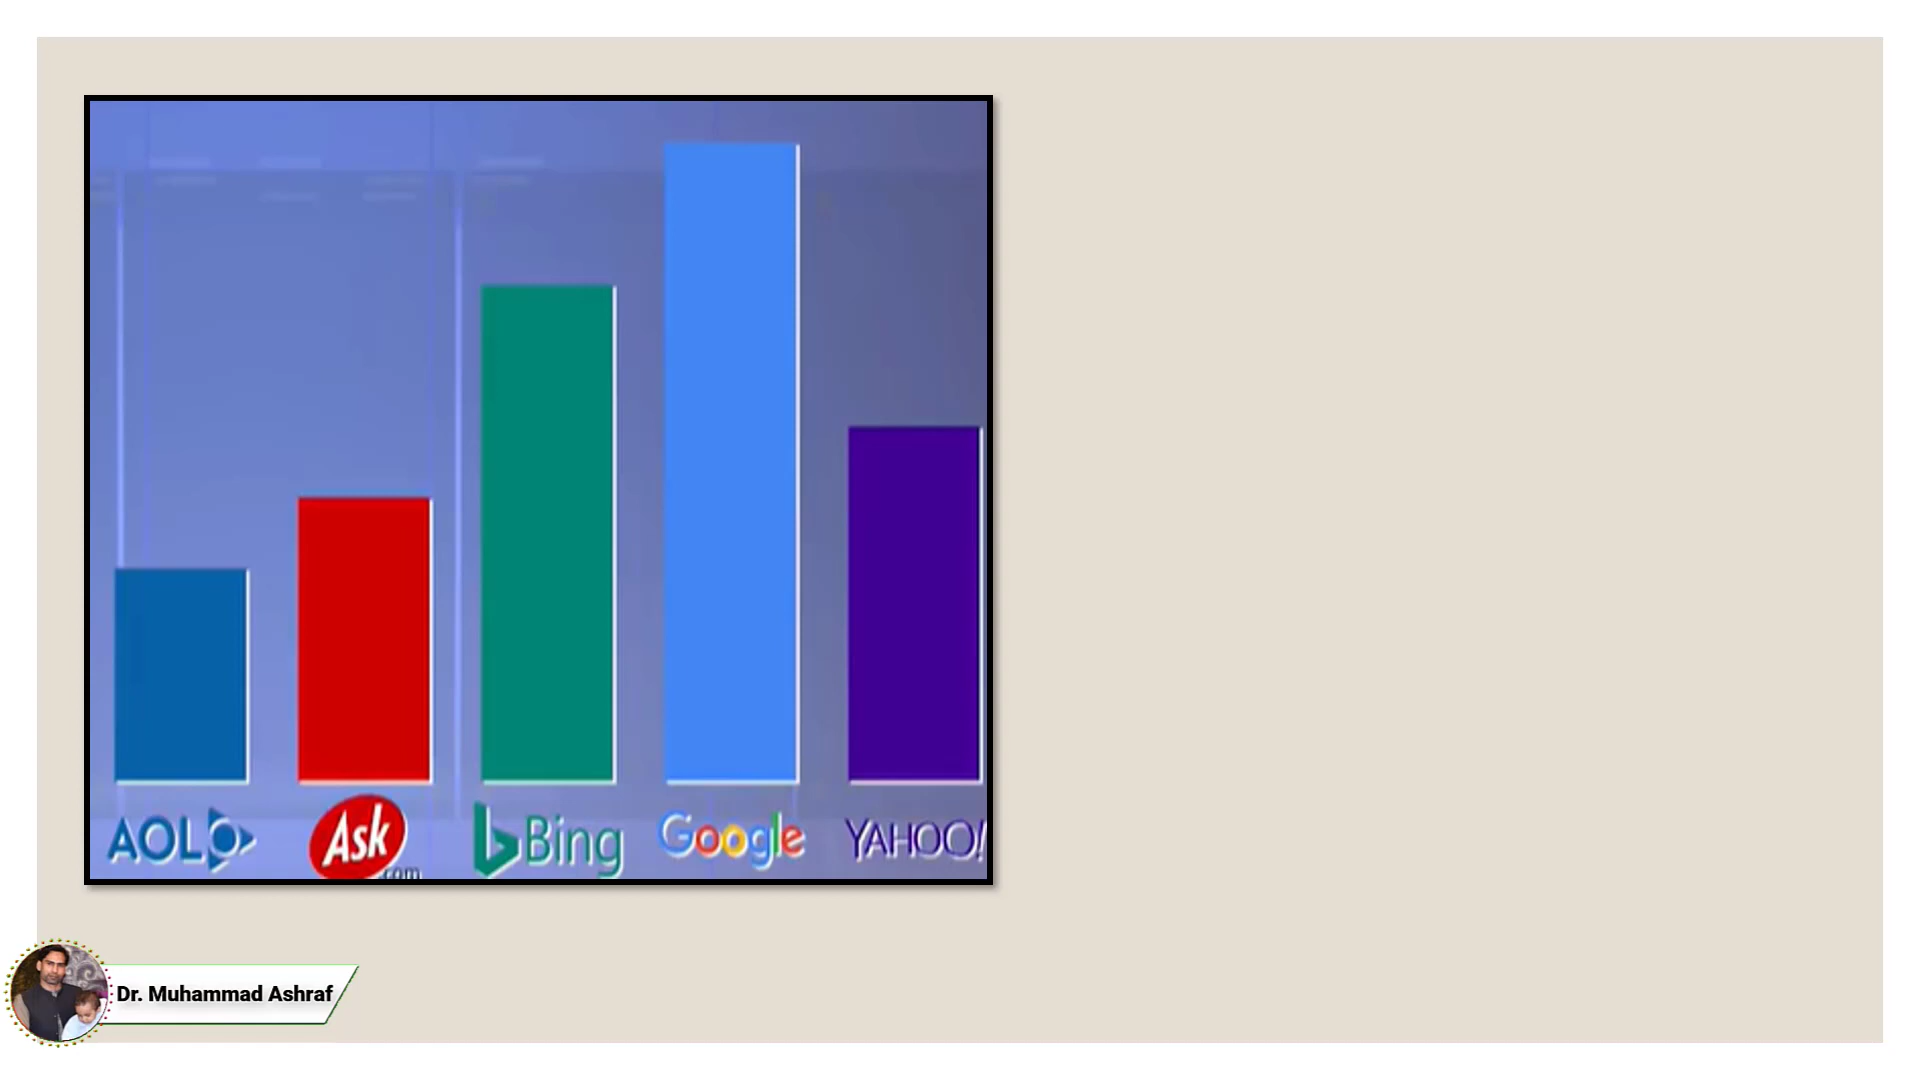 AOL
Ask
.com
Bing
Google
YAHOO!
Dr. Muhammad Ashraf